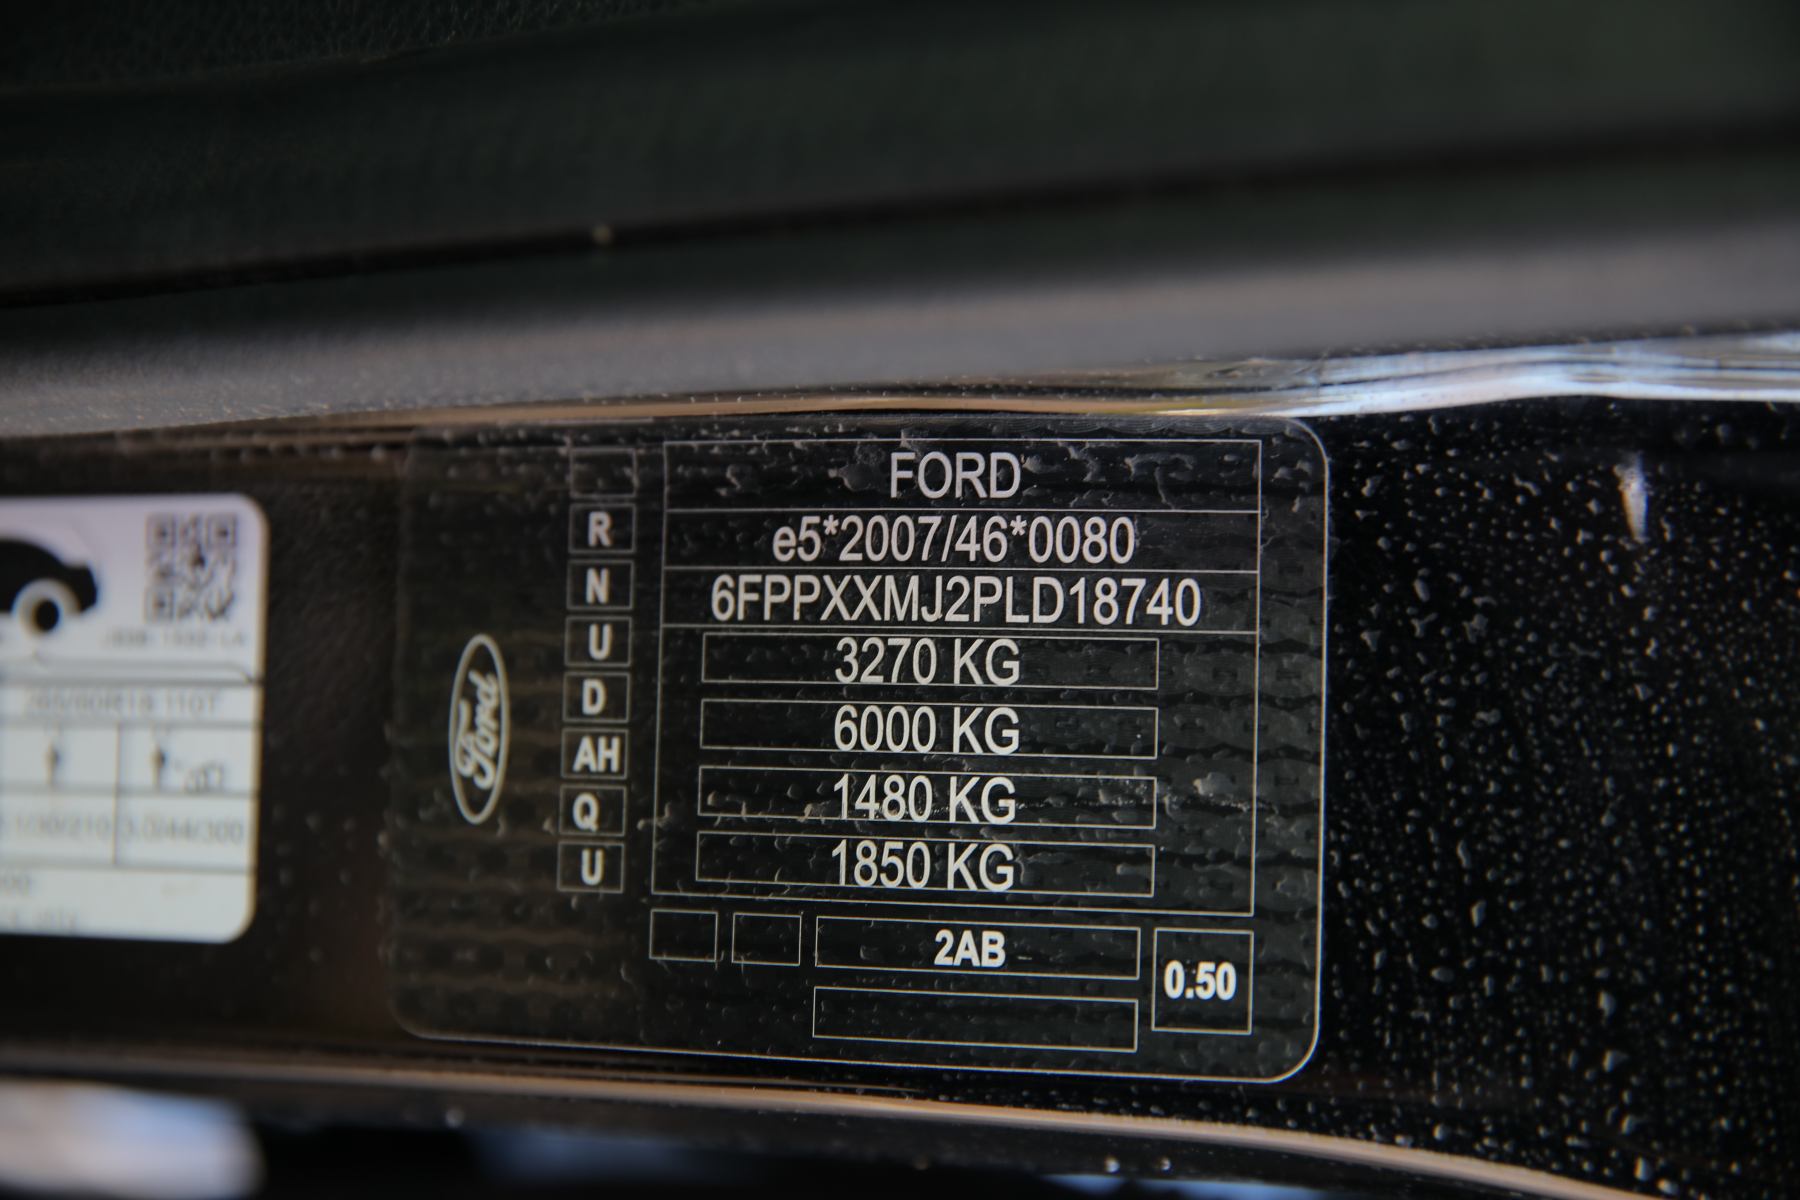 FORD
R e5*2007/46*0080
N 6FPPXXMJ2PLD18740
U 3270 KG
D 6000 KG
AH 1480 KG
Q 1850 KG
U
Ford
2AB
0.50